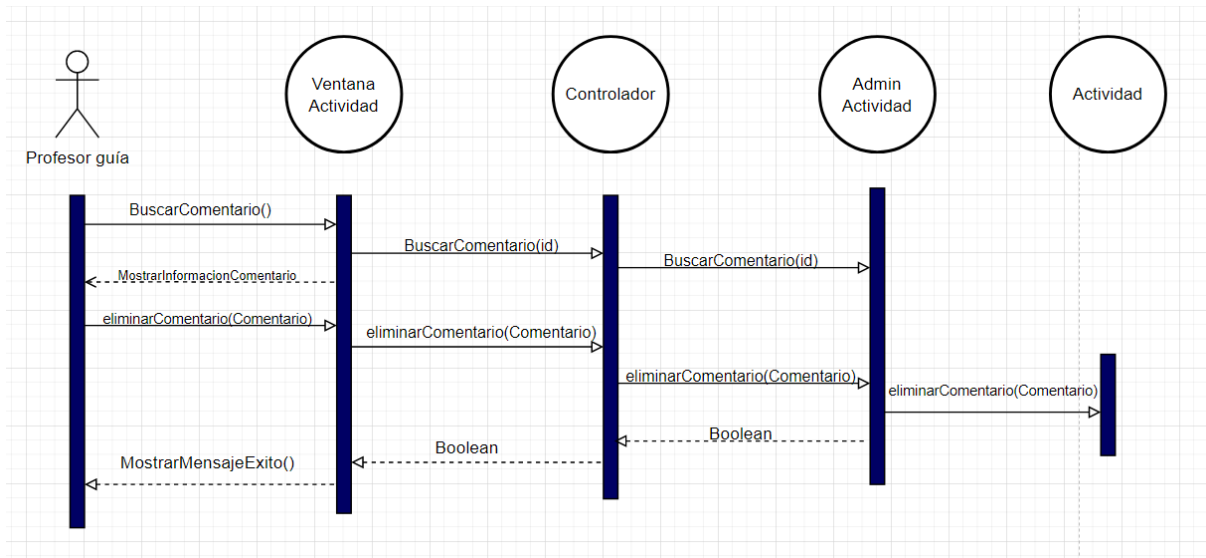 Ventana
Actividad
Controlador
Admin
Actividad
Actividad
Profesor guía
BuscarComentario()
BuscarComentario(id)
BuscarComentario(id)
MostrarInformacionComentario
eliminarComentario(Comentario)
eliminarComentario(Comentario)
eliminarComentario(Comentario)
eliminarComentario(Comentario)
Boolean
Boolean
MostrarMensajeExito()